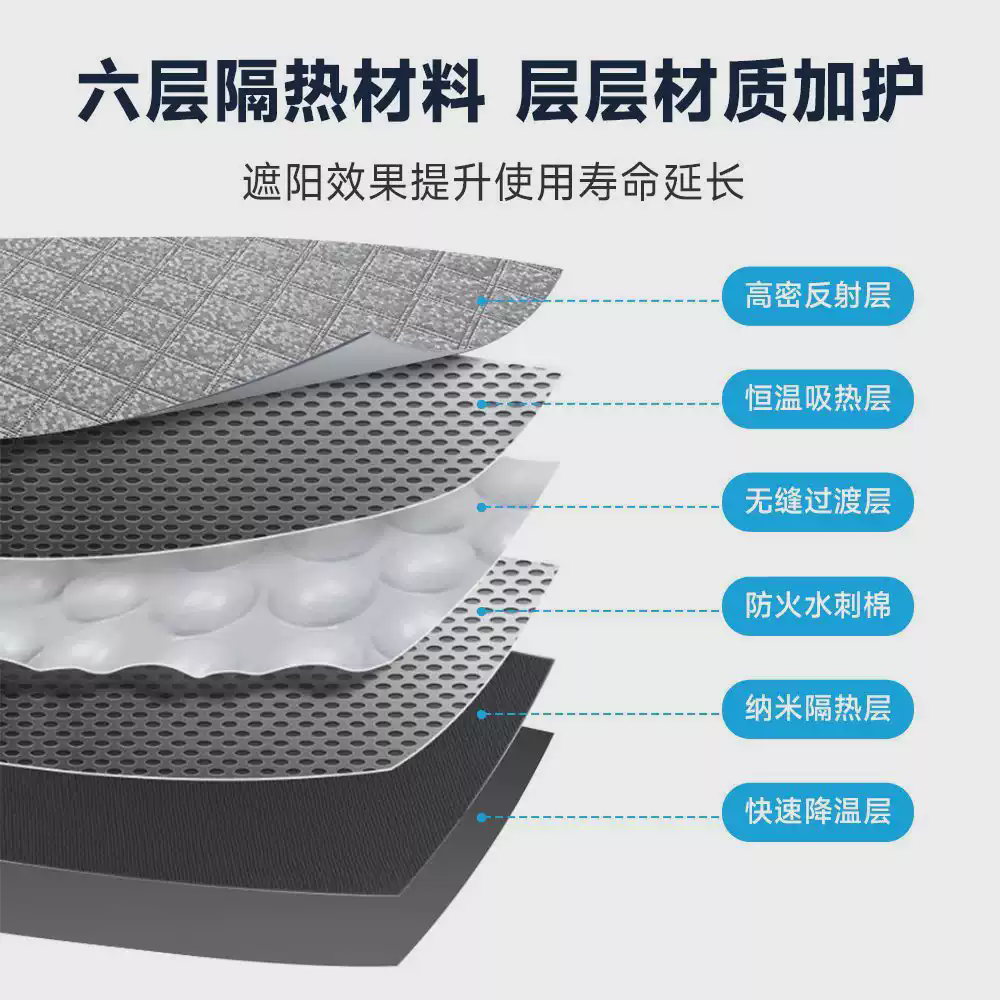 六层隔热材料 层层材质加护
遮阳效果提升使用寿命延长
高密反射层
恒温吸热层
无缝过渡层
防火水刺棉
纳米隔热层
快速降温层